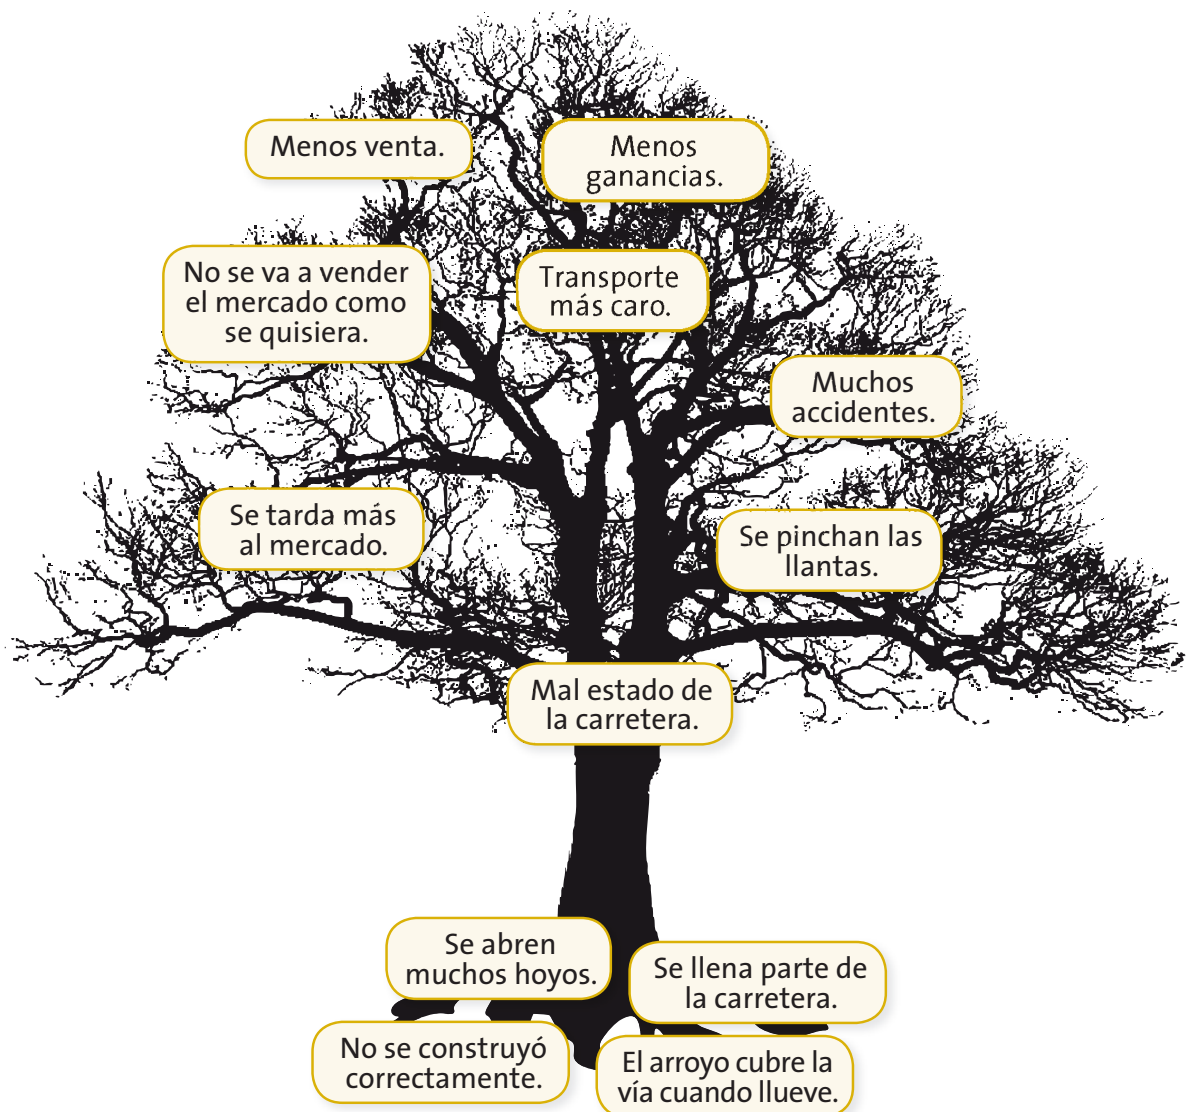 Menos venta.
Menos
ganancias.
No se va a vender
el mercado como
se quisiera.
Transporte
más caro.
Muchos
accidentes.
Se tarda más
al mercado.
Se pinchan las
llantas.
Mal estado de
la carretera.
Se abren
muchos hoyos.
Se llena parte de
la carretera.
No se construyó
correctamente.
El arroyo cubre la
vía cuando llueve.